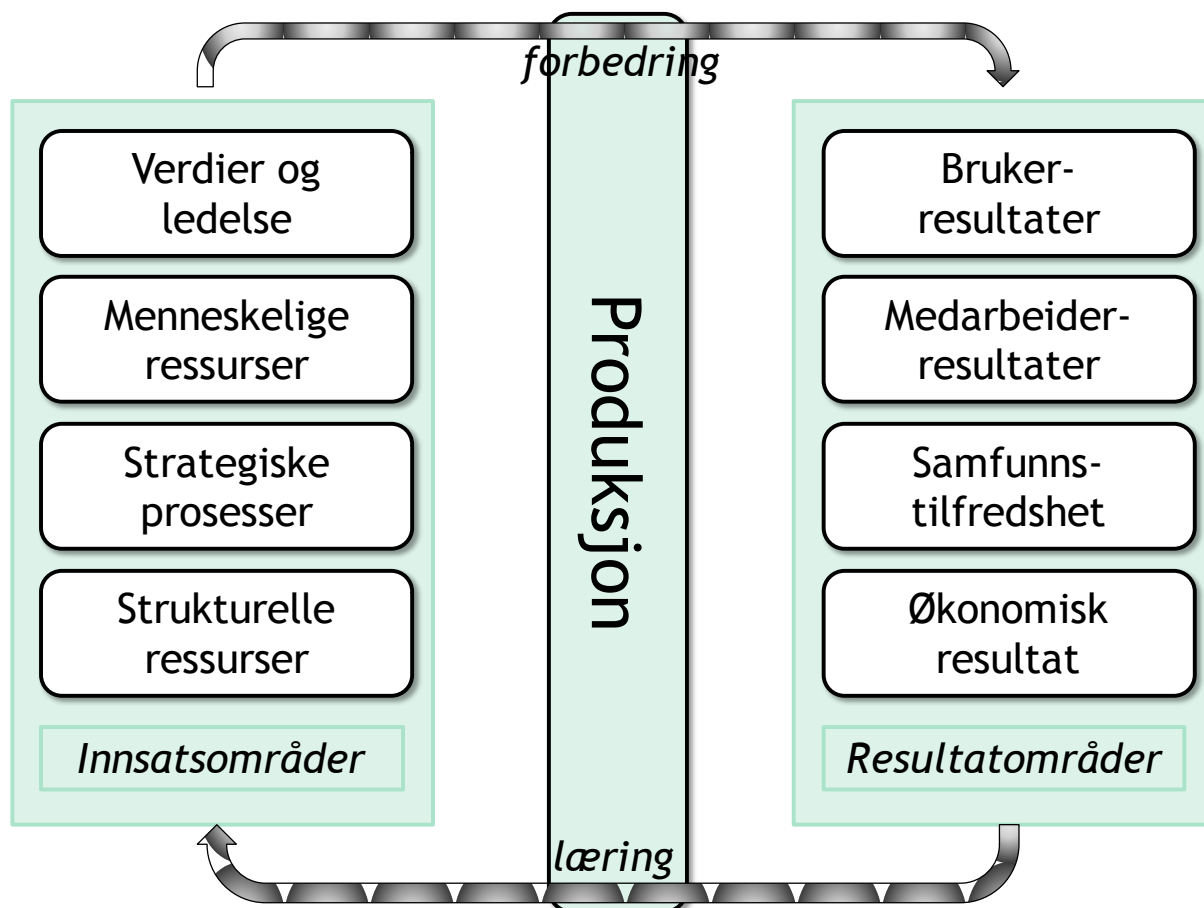 forbedring
Verdier og
ledelse
Menneskelige
ressurser
Strategiske
prosesser
Strukturelle
ressurser
Innsatsområder
Produksjon
Bruker-
resultater
Medarbeider-
resultater
Samfunns-
tilfredshet
Økonomisk
resultat
Resultatområder
læring